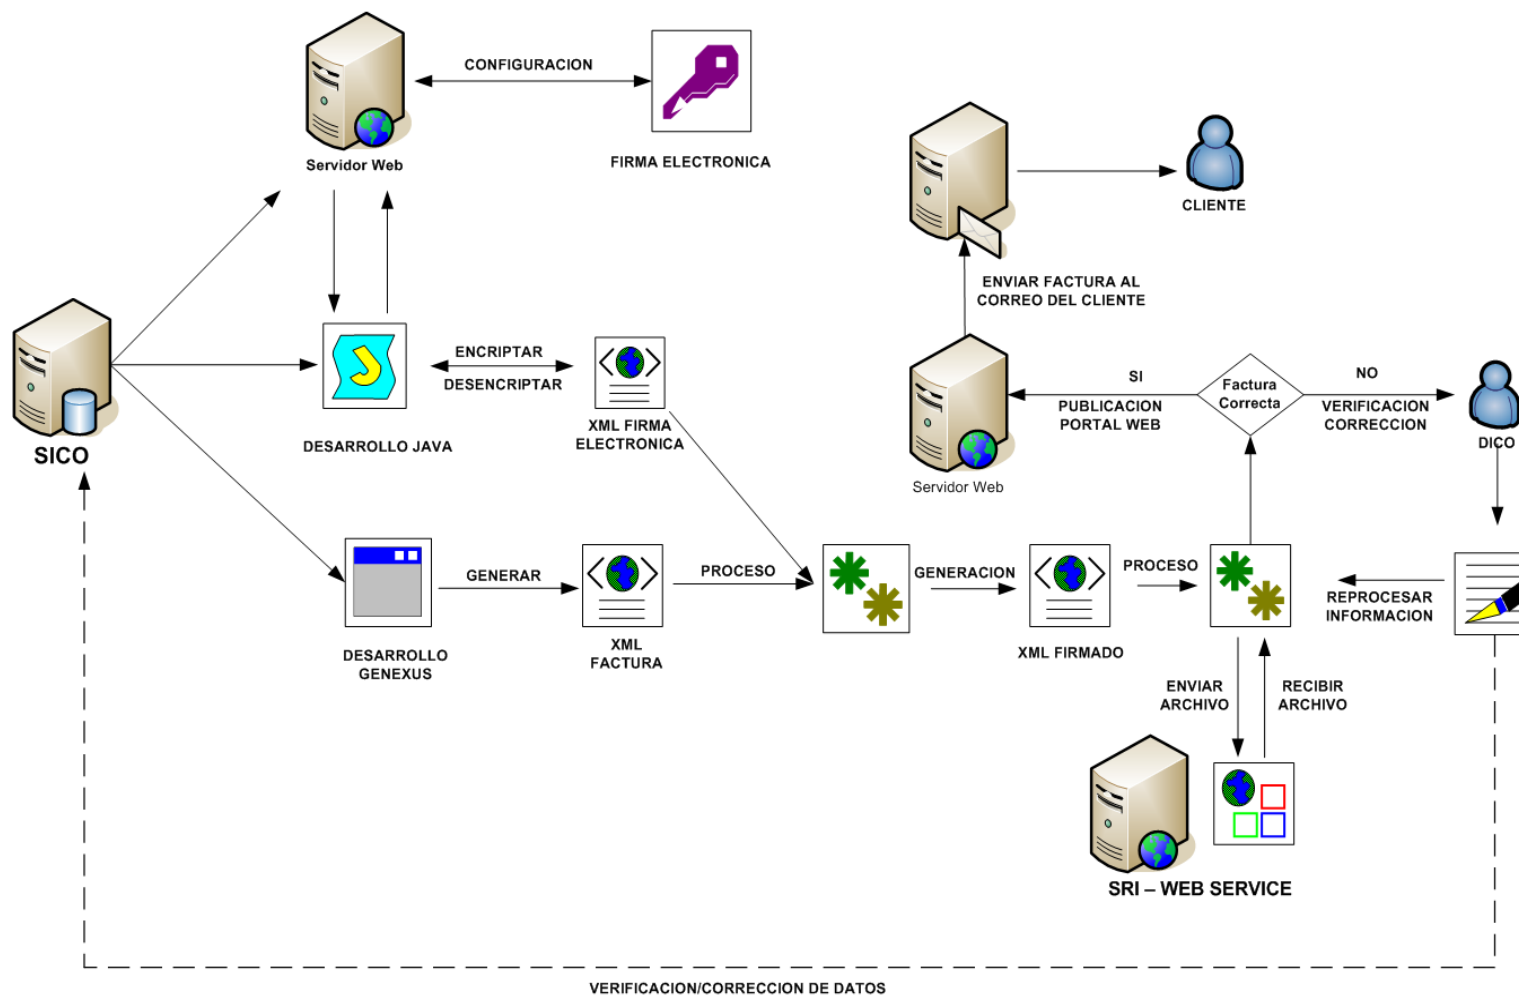 CONFIGURACION
Servidor Web
FIRMA ELECTRONICA
CLIENTE
ENVIAR FACTURA AL
CORREO DEL CLIENTE
ENCRIPTAR
DESENCRIPTAR
SI
PUBLICACION
PORTAL WEB
Factura
Correcta
NO
VERIFICACION
CORRECCION
DICO
SICO
DESARROLLO JAVA
XML FIRMA
ELECTRONICA
Servidor Web
GENERAR
PROCESO
GENERACION
PROCESO
REPROCESAR
INFORMACION
DESARROLLO
GENEXUS
XML
FACTURA
XML FIRMADO
ENVIAR
ARCHIVO
RECIBIR
ARCHIVO
SRI – WEB SERVICE
VERIFICACION/CORRECCION DE DATOS